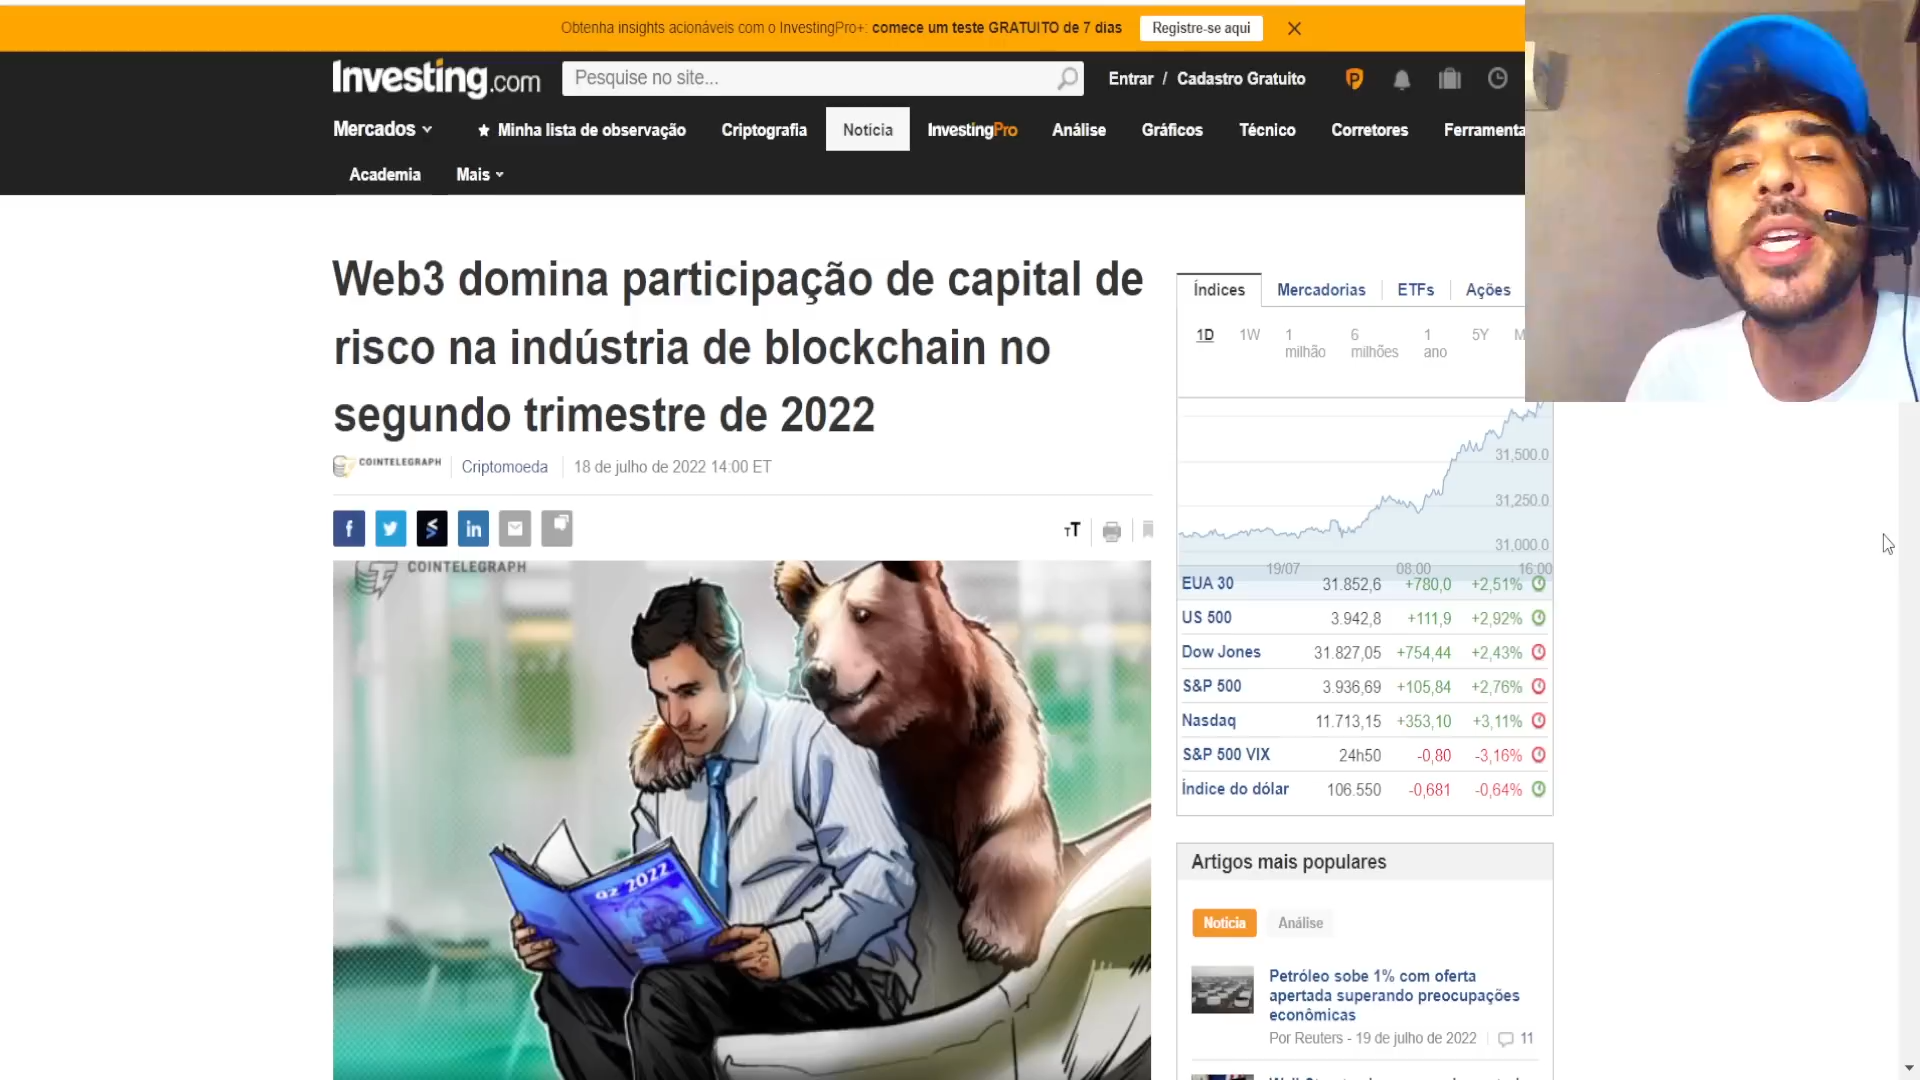 Obtenha insights acionáveis com o InvestingPro+: comece um teste GRATUITO de 7 dias
Registre-se aqui
Investing.com
Pesquise no site...
Entrar / Cadastro Gratuito
Mercados
Minha lista de observação
Criptografia
Notícia
InvestingPro
Análise
Gráficos
Técnico
Corretores
Ferramenta
Academia
Mais
Web3 domina participação de capital de
risco na indústria de blockchain no
segundo trimestre de 2022
COINTELEGRAPH
Criptomoeda
18 de julho de 2022 14:00 ET
COINTELEGRAPH
Q2 2022
Índices
Mercadorias
ETFs
Ações
1D
1W
1
milhão
6
milhões
1
ano
5Y
M
31,500.0
31,250.0
31,000.0
19/07
08:00
16:00
EUA 30 31.852,6 +780,0 +2,51%
US 500 3.942,8 +111,9 +2,92%
Dow Jones 31.827,05 +754,44 +2,43%
S&P 500 3.936,69 +105,84 +2,76%
Nasdaq 11.713,15 +353,10 +3,11%
S&P 500 VIX 24h50 -0,80 -3,16%
Índice do dólar 106.550 -0,681 -0,64%
Artigos mais populares
Notícia
Análise
Petróleo sobe 1% com oferta
apertada superando preocupações
econômicas
Por Reuters - 19 de julho de 2022
11